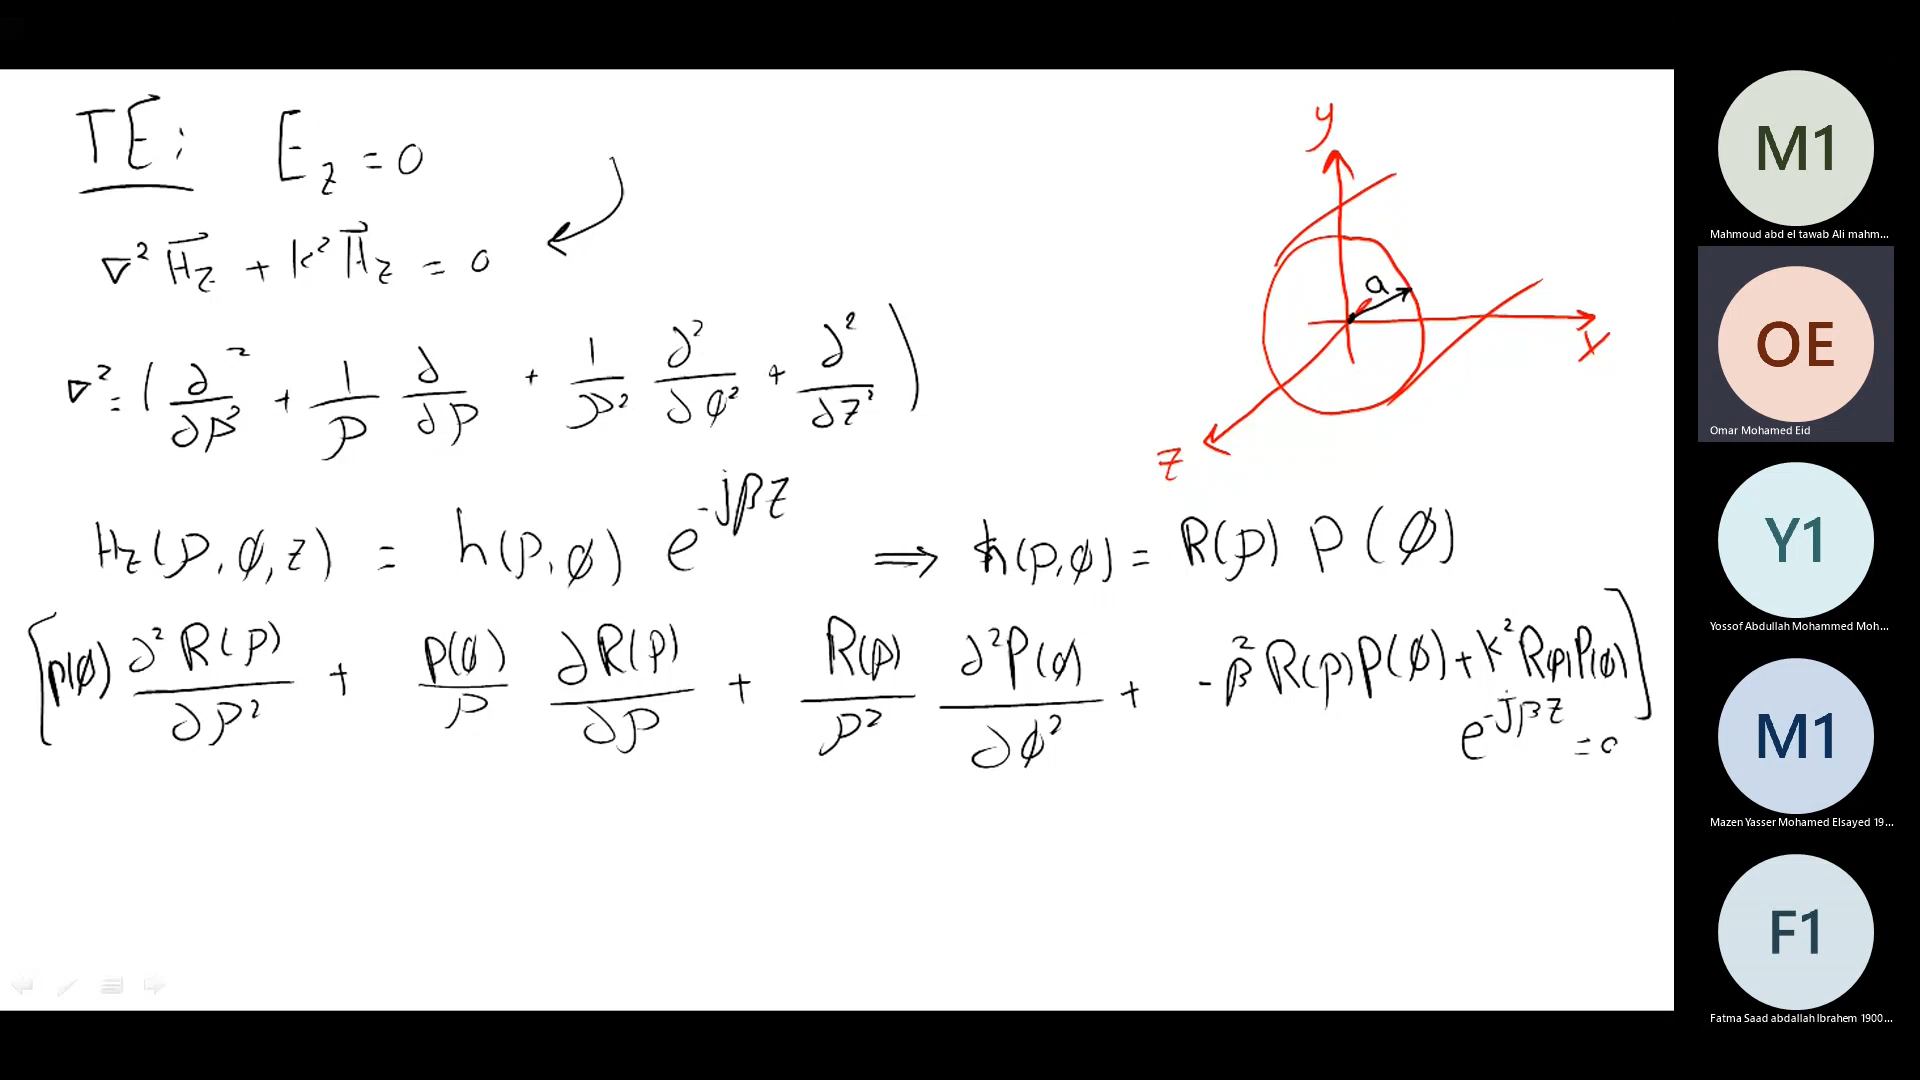 TE: E_z = 0
∇² H⃗_z + k² H⃗_z = 0
∇² = ( ∂²/∂ρ² + 1/ρ ∂/∂ρ + 1/ρ² ∂²/∂φ² + ∂²/∂z² )
H_z(ρ,φ,z) = h(ρ,φ) e^{-jβz} ⟹ h(ρ,φ) = R(ρ) P(φ)
[ P(φ) ∂²R(ρ)/∂ρ² + P(φ)/ρ ∂R(ρ)/∂ρ + R(ρ)/ρ² ∂²P(φ)/∂φ² + -β² R(ρ)P(φ) + k² R(ρ)P(φ) ]
e^{-jβz} = 0
y
a
x
z
M1
Mahmoud abd el tawab Ali mahm...
OE
Omar Mohamed Eid
Y1
Yossof Abdullah Mohammed Moh...
M1
Mazen Yasser Mohamed Elsayed 19...
F1
Fatma Saad abdallah Ibrahem 1900...